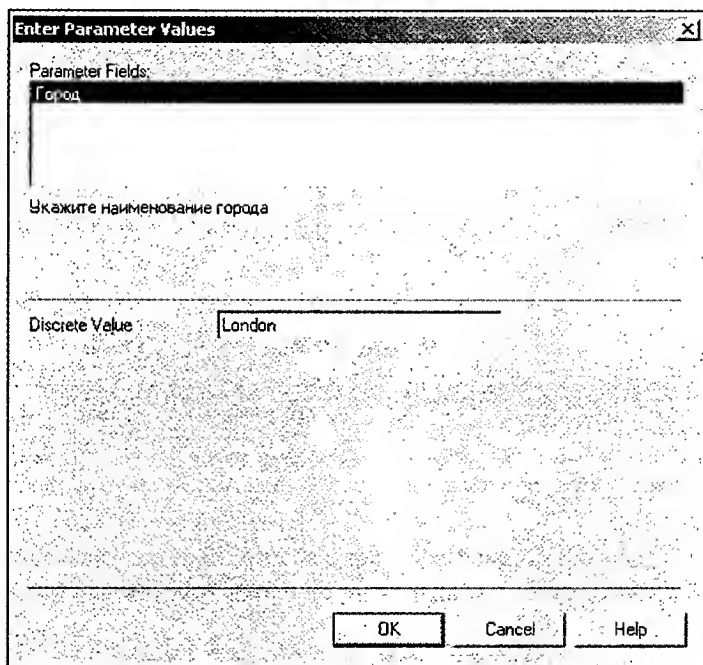 Enter Parameter Values
Parameter Fields:
Город
Укажите наименование города
Discrete Value
London
OK
Cancel
Help